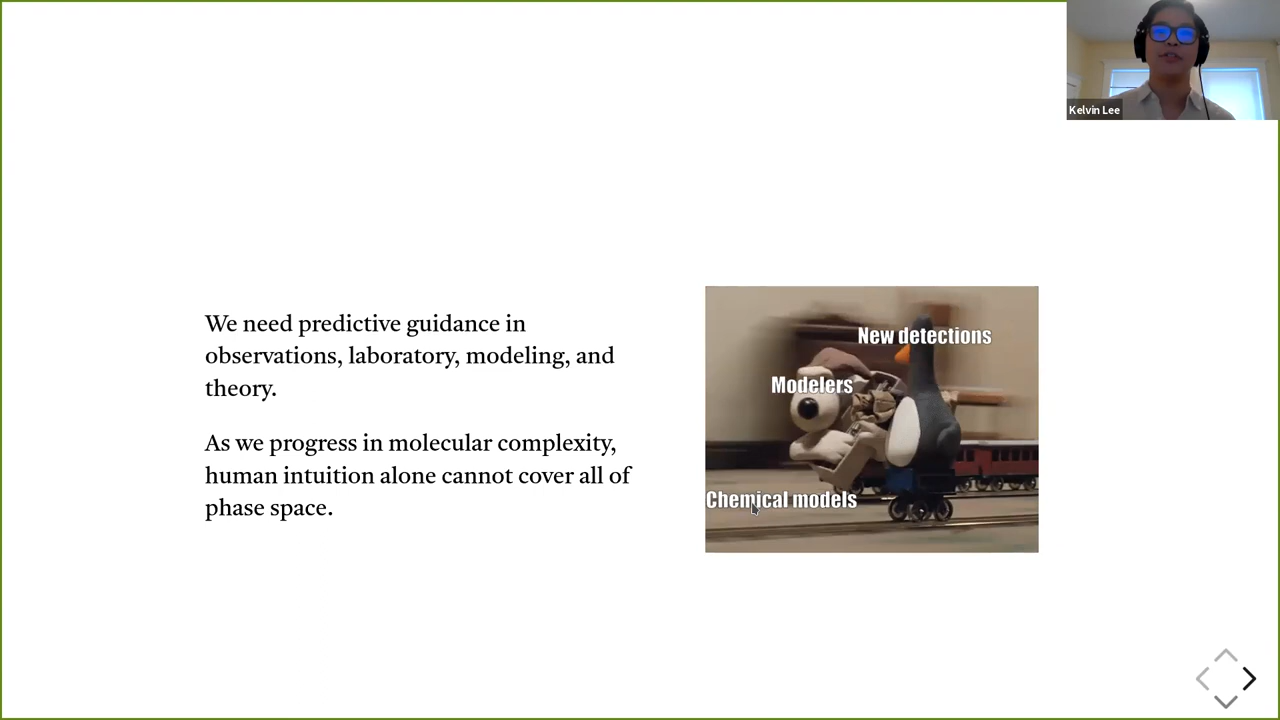 Kelvin Lee
We need predictive guidance in
observations, laboratory, modeling, and
theory.
As we progress in molecular complexity,
human intuition alone cannot cover all of
phase space.
New detections
Modelers
Chemical models